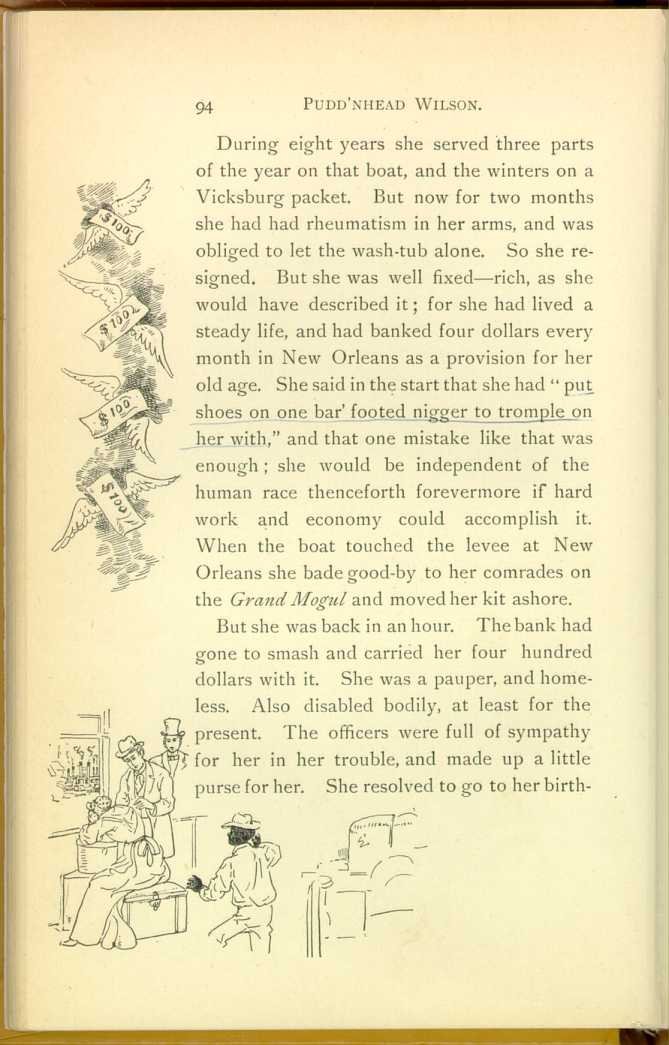 94 PUDD'NHEAD WILSON.
During eight years she served three parts
of the year on that boat, and the winters on a
Vicksburg packet. But now for two months
she had had rheumatism in her arms, and was
obliged to let the wash-tub alone. So she re-
signed. But she was well fixed—rich, as she
would have described it; for she had lived a
steady life, and had banked four dollars every
month in New Orleans as a provision for her
old age. She said in the start that she had "put
shoes on one bar' footed nigger to tromple on
her with," and that one mistake like that was
enough; she would be independent of the
human race thenceforth forevermore if hard
work and economy could accomplish it.
When the boat touched the levee at New
Orleans she bade good-by to her comrades on
the Grand Mogul and moved her kit ashore.
But she was back in an hour. The bank had
gone to smash and carried her four hundred
dollars with it. She was a pauper, and home-
less. Also disabled bodily, at least for the
present. The officers were full of sympathy
for her in her trouble, and made up a little
purse for her. She resolved to go to her birth-
$100
$100
$100
$100